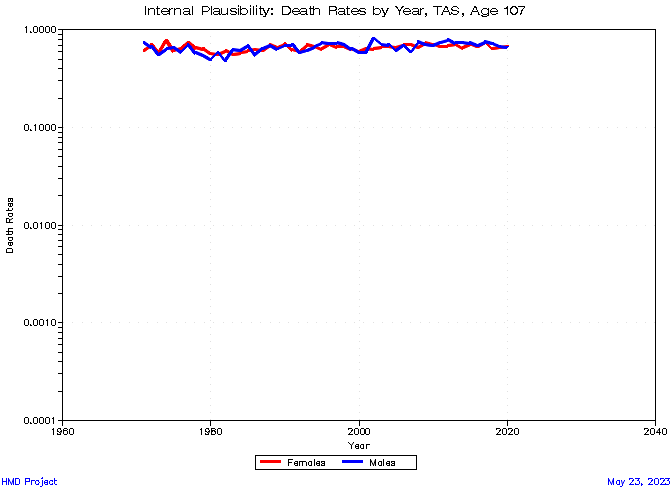 Internal Plausibility: Death Rates by Year, TAS, Age 107
1.0000
0.1000
0.0100
0.0010
0.0001
Death Rates
1960 1980 2000 2020 2040
Year
Females Males
HMD Project May 23, 2023